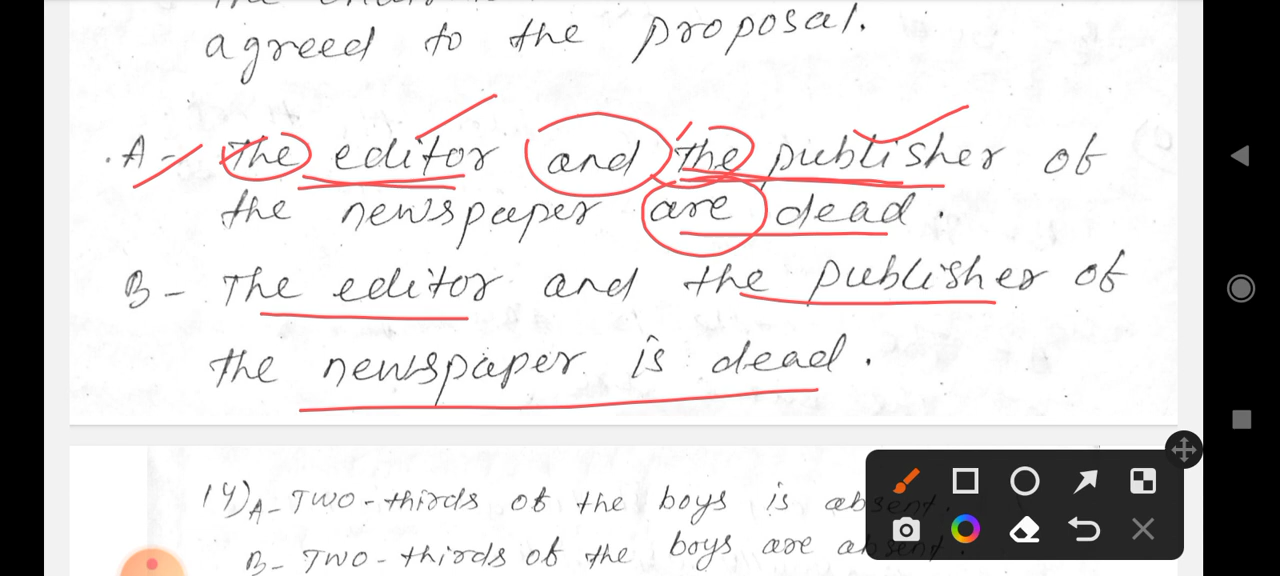 agreed to the proposal.
A- The editor and the publisher of
the newspaper are dead.
B- The editor and the publisher of
the newspaper is dead.
14) A- Two-thirds of the boys is absent.
B- Two-thirds of the boys are absent.